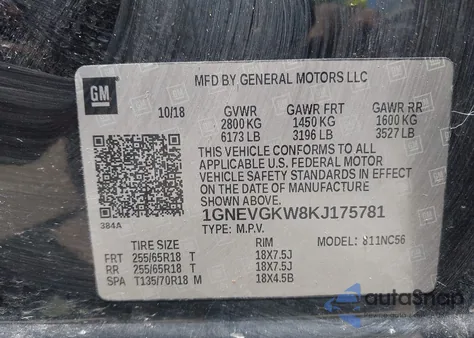 GM
MFD BY GENERAL MOTORS LLC
10/18 GVWR GAWR FRT GAWR RR
2800 KG 1450 KG 1600 KG
6173 LB 3196 LB 3527 LB
THIS VEHICLE CONFORMS TO ALL
APPLICABLE U.S. FEDERAL MOTOR
VEHICLE SAFETY STANDARDS IN EFFECT
ON THE DATE OF MANUFACTURE
SHOWN ABOVE.
384A
1GNEVGKW8KJ175781
TYPE: M.P.V. MODEL: 811NC56
TIRE SIZE RIM
FRT 255/65R18 T 18X7.5J
RR 255/65R18 T 18X7.5J
SPA T135/70R18 M 18X4.5B
autoSnap